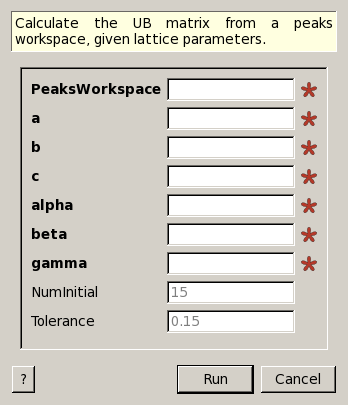 Calculate the UB matrix from a peaks
workspace, given lattice parameters.
PeaksWorkspace
a
b
c
alpha
beta
gamma
NumInitial 15
Tolerance 0.15
? Run Cancel